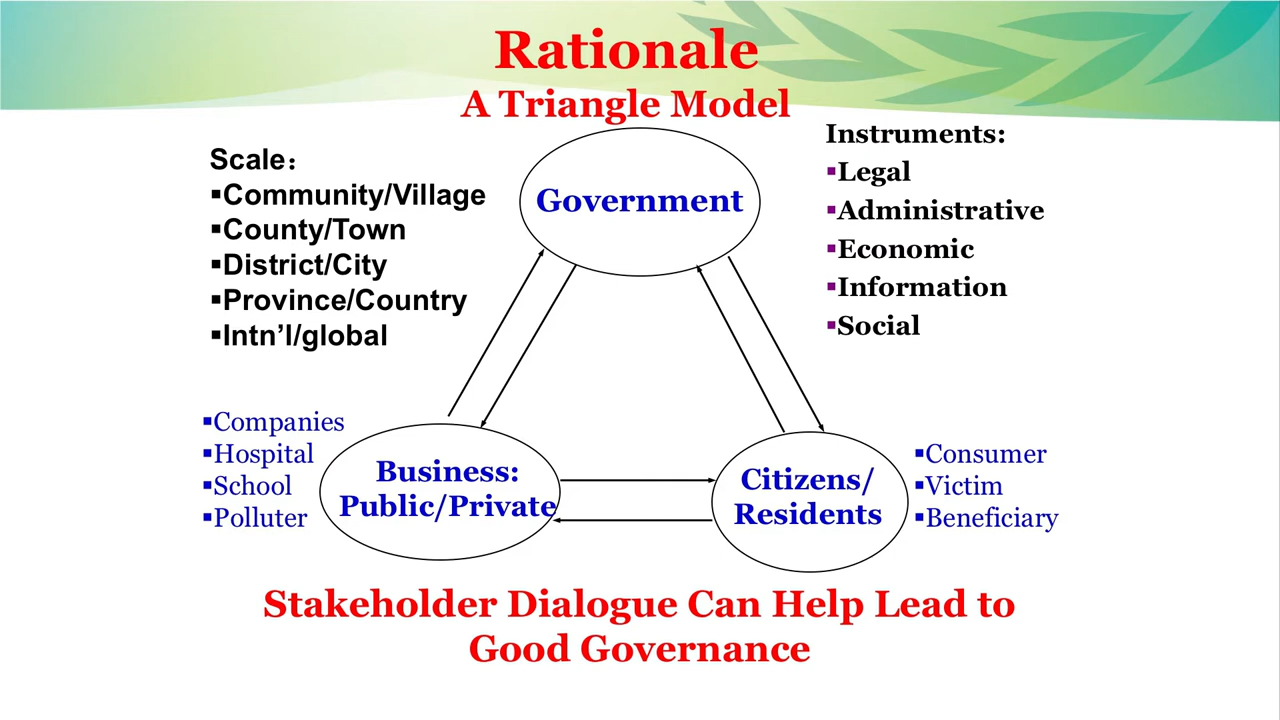 Rationale
A Triangle Model
Scale：
▪Community/Village
▪County/Town
▪District/City
▪Province/Country
▪Intn’l/global
Government
Instruments:
▪Legal
▪Administrative
▪Economic
▪Information
▪Social
▪Companies
▪Hospital
▪School
▪Polluter
Business:
Public/Private
Citizens/
Residents
▪Consumer
▪Victim
▪Beneficiary
Stakeholder Dialogue Can Help Lead to
Good Governance